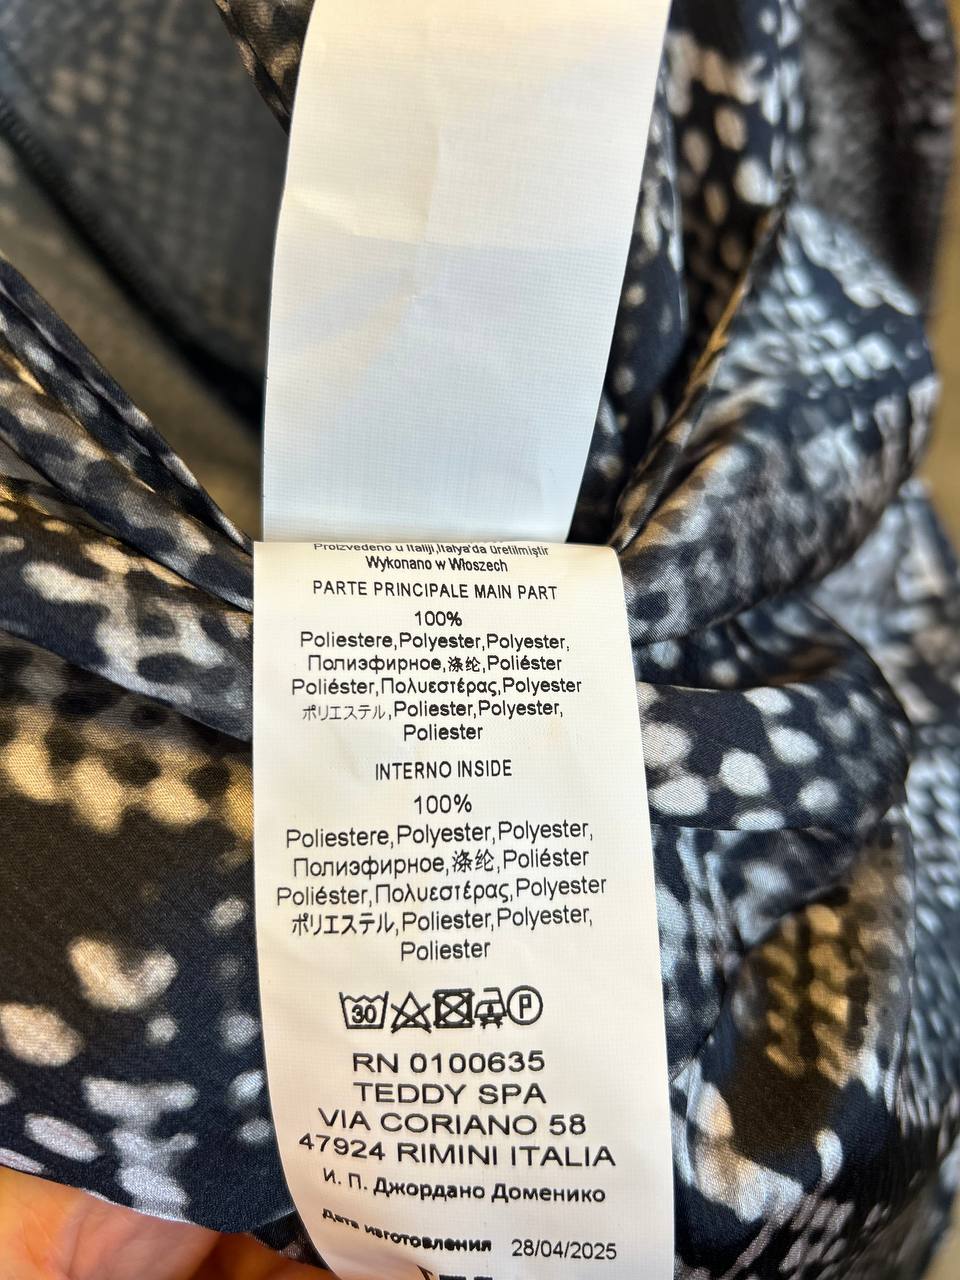 Proizvedeno u Italiji,Italya'da üretilmiştir
Wykonano w Włoszech
PARTE PRINCIPALE MAIN PART
100%
Poliestere,Polyester,Polyester,
Полиэфирное,涤纶,Poliéster
Poliéster,Πολυεστέρας,Polyester
ポリエステル,Poliester,Polyester,
Poliester
INTERNO INSIDE
100%
Poliestere,Polyester,Polyester,
Полиэфирное,涤纶,Poliéster
Poliéster,Πολυεστέρας,Polyester
ポリエステル,Poliester,Polyester,
Poliester
30 P
RN 0100635
TEDDY SPA
VIA CORIANO 58
47924 RIMINI ITALIA
И. П. Джордано Доменико
Дата изготовления 28/04/2025